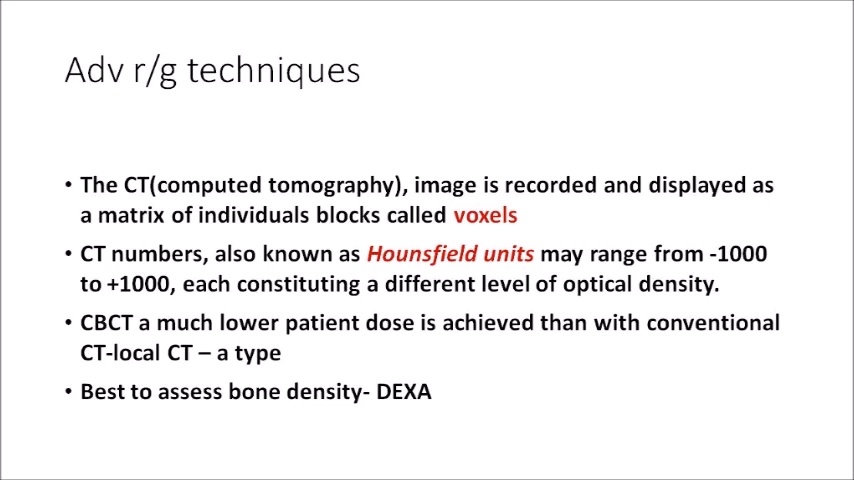 Adv r/g techniques
• The CT(computed tomography), image is recorded and displayed as
a matrix of individuals blocks called voxels
• CT numbers, also known as Hounsfield units may range from -1000
to +1000, each constituting a different level of optical density.
• CBCT a much lower patient dose is achieved than with conventional
CT-local CT – a type
• Best to assess bone density- DEXA